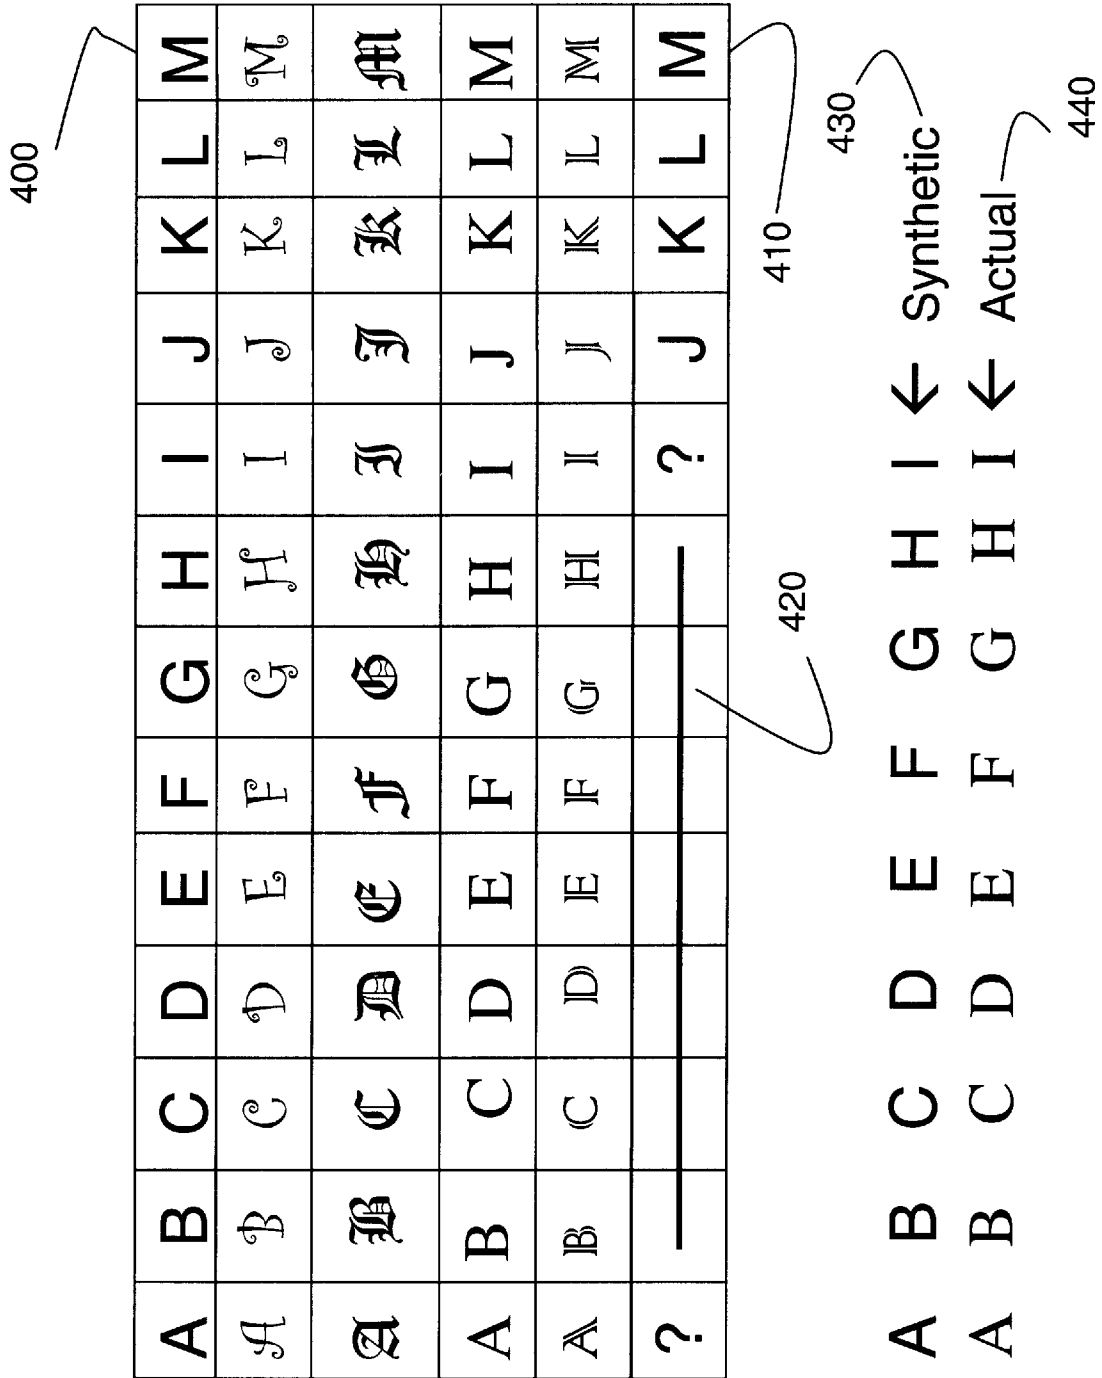 400
A B C D E F G H I J K L M
A B C D E F G H I J K L M
A B C D E F G H I J K L M
A B C D E F G H I J K L M
A B C D E F G H I J K L M
? ? J K L M
420
410
430
A B C D E F G H I ← Synthetic
A B C D E F G H I ← Actual
440